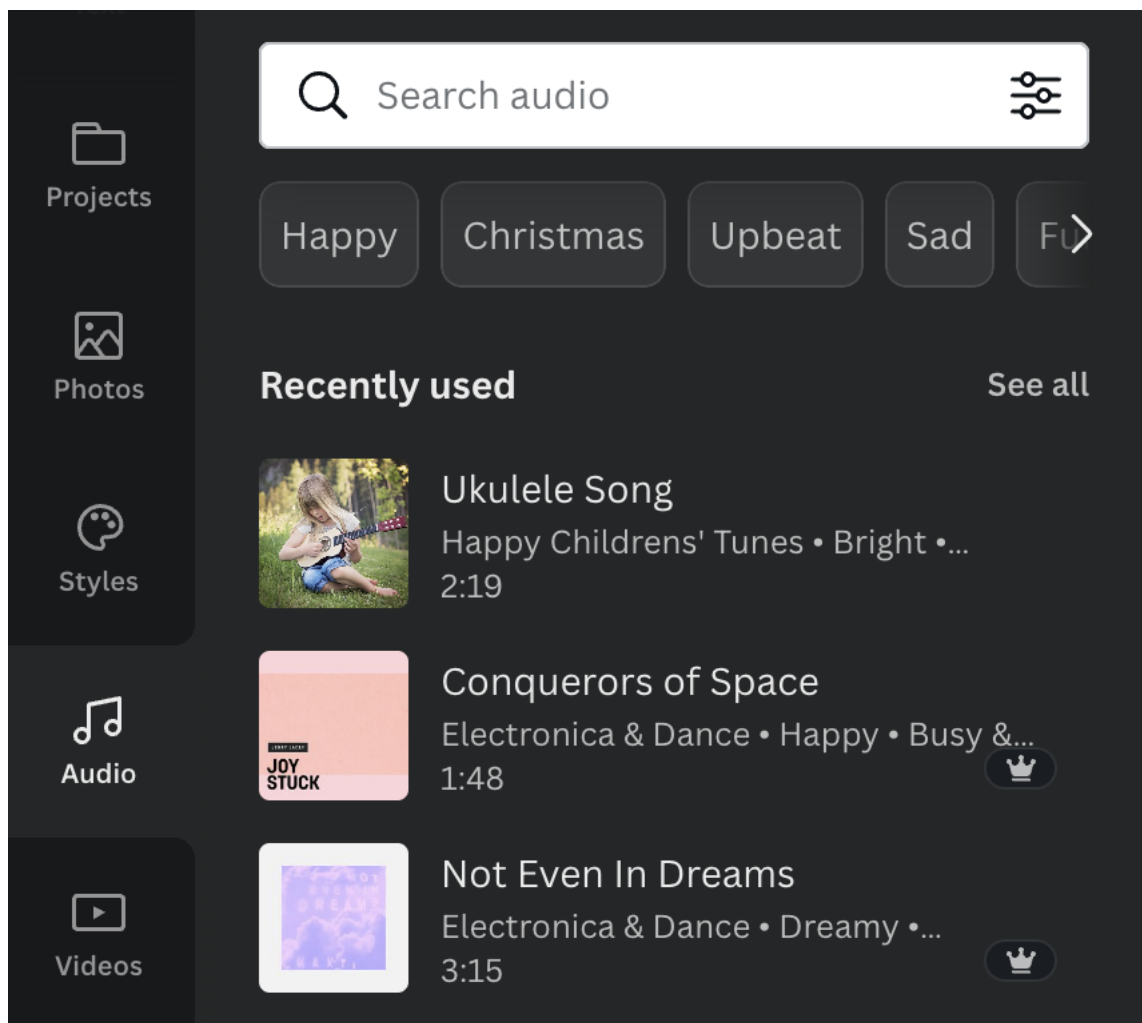 Search audio
Happy Christmas Upbeat Sad
Projects
Photos
Styles
Audio
Videos
Recently used See all
Ukulele Song
Happy Childrens' Tunes • Bright •...
2:19
Conquerors of Space
Electronica & Dance • Happy • Busy &...
1:48
JOY
STUCK
Not Even In Dreams
Electronica & Dance • Dreamy •...
3:15